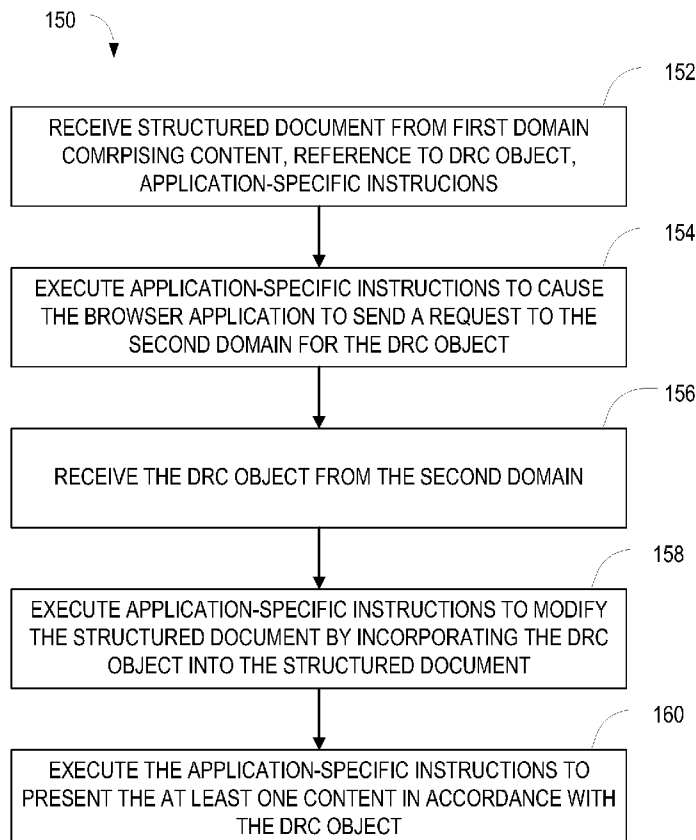 150
152
RECEIVE STRUCTURED DOCUMENT FROM FIRST DOMAIN
COMRPISING CONTENT, REFERENCE TO DRC OBJECT,
APPLICATION-SPECIFIC INSTRUCIONS
154
EXECUTE APPLICATION-SPECIFIC INSTRUCTIONS TO CAUSE
THE BROWSER APPLICATION TO SEND A REQUEST TO THE
SECOND DOMAIN FOR THE DRC OBJECT
156
RECEIVE THE DRC OBJECT FROM THE SECOND DOMAIN
158
EXECUTE APPLICATION-SPECIFIC INSTRUCTIONS TO MODIFY
THE STRUCTURED DOCUMENT BY INCORPORATING THE DRC
OBJECT INTO THE STRUCTURED DOCUMENT
160
EXECUTE THE APPLICATION-SPECIFIC INSTRUCTIONS TO
PRESENT THE AT LEAST ONE CONTENT IN ACCORDANCE WITH
THE DRC OBJECT